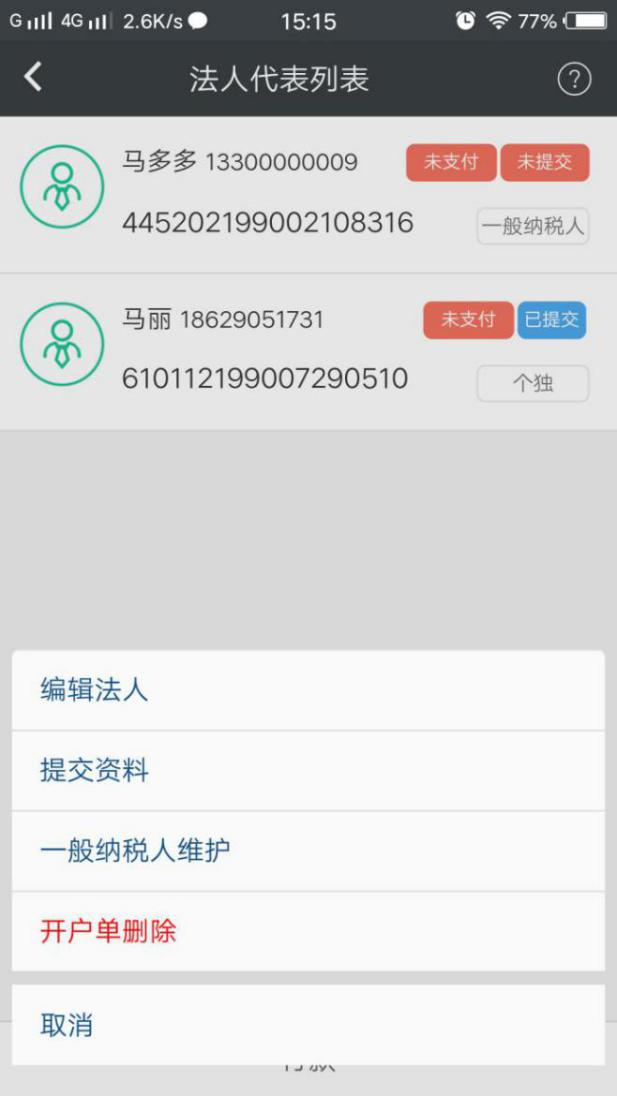 G 4G 2.6K/s 15:15 77%
法人代表列表 ?
马多多 13300000009 未支付 未提交
445202199002108316 一般纳税人
马丽 18629051731 未支付 已提交
610112199007290510 个独
编辑法人
提交资料
一般纳税人维护
开户单删除
取消